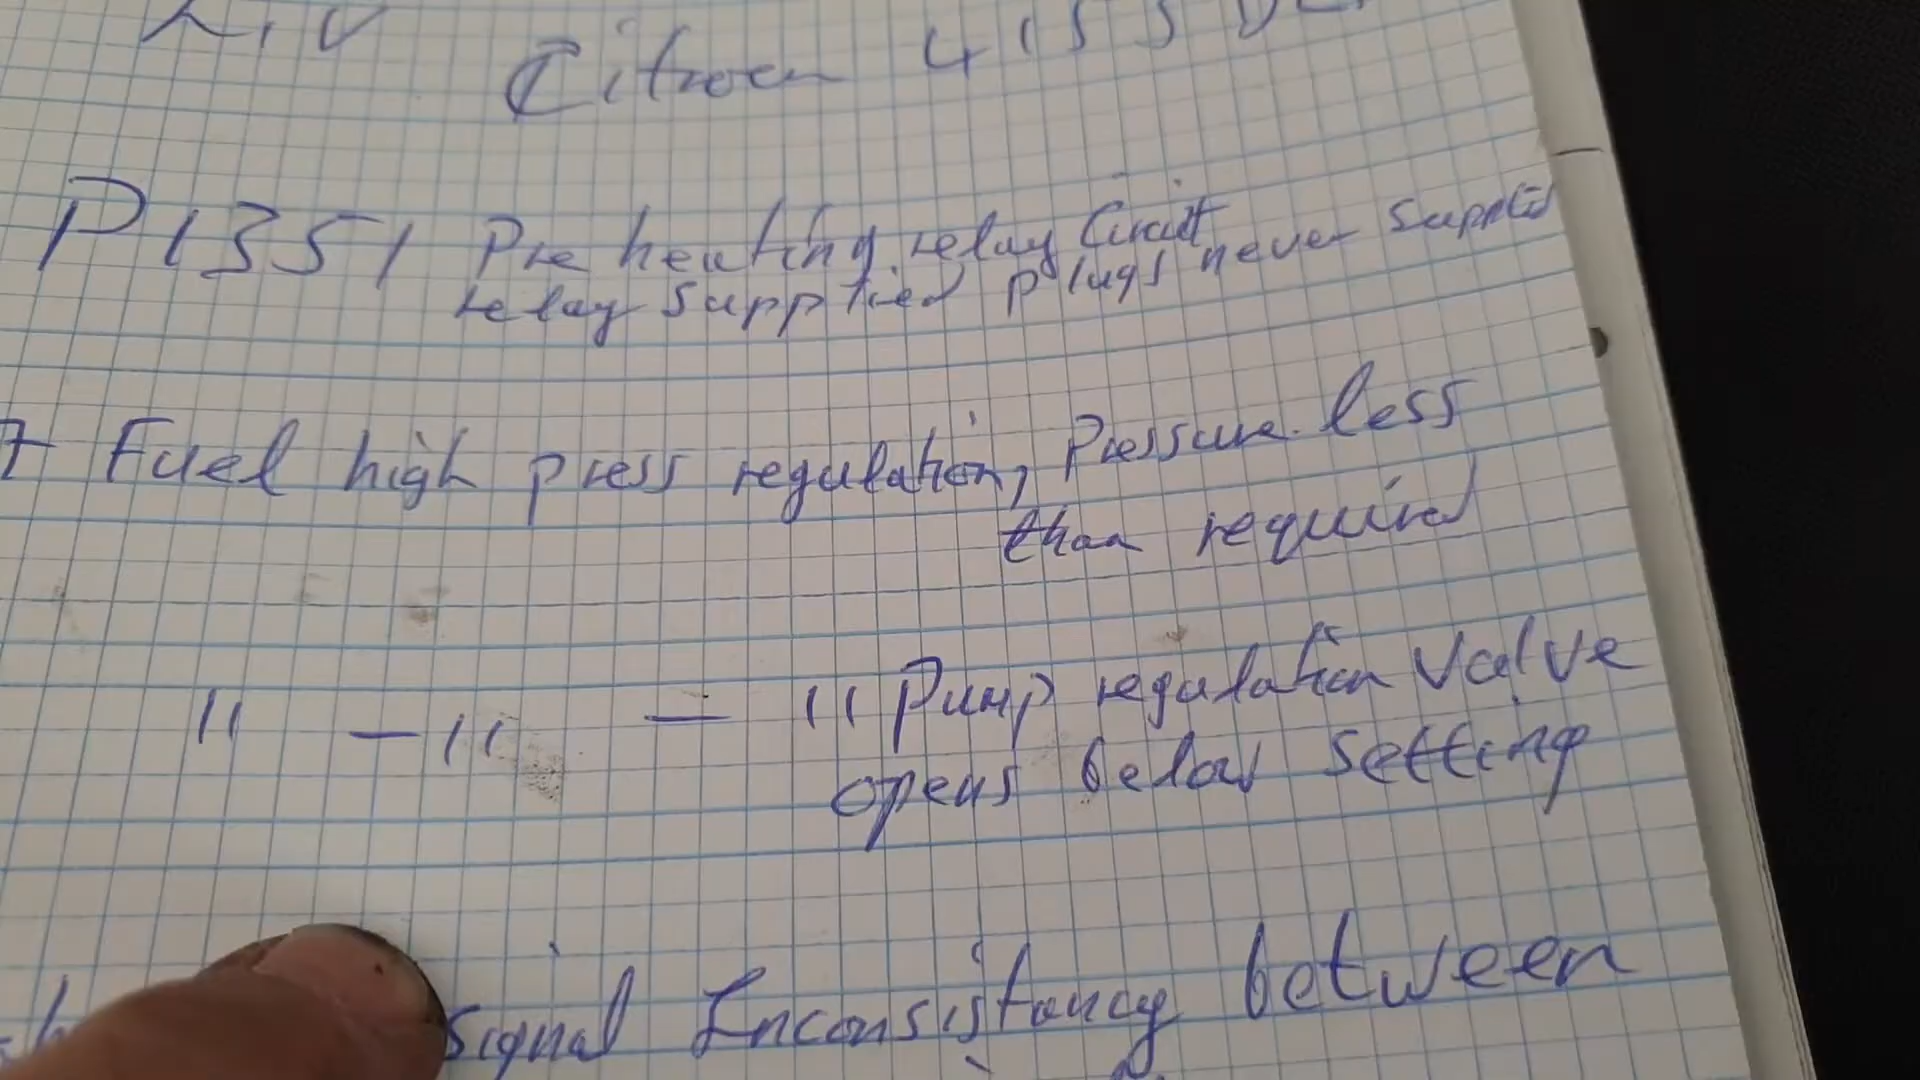 Citroen
P1351 Pre heating relay Circuit
relay supplied plugs never supplied
7 Fuel high press regulation, Pressure less
than required
" — " — " Pump regulation valve
opens below setting
signal Inconsistancy between